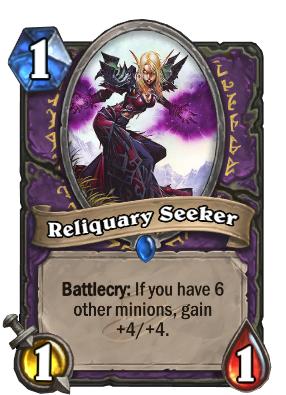 1
Reliquary Seeker
Battlecry: If you have 6
other minions, gain
+4/+4.
1
1